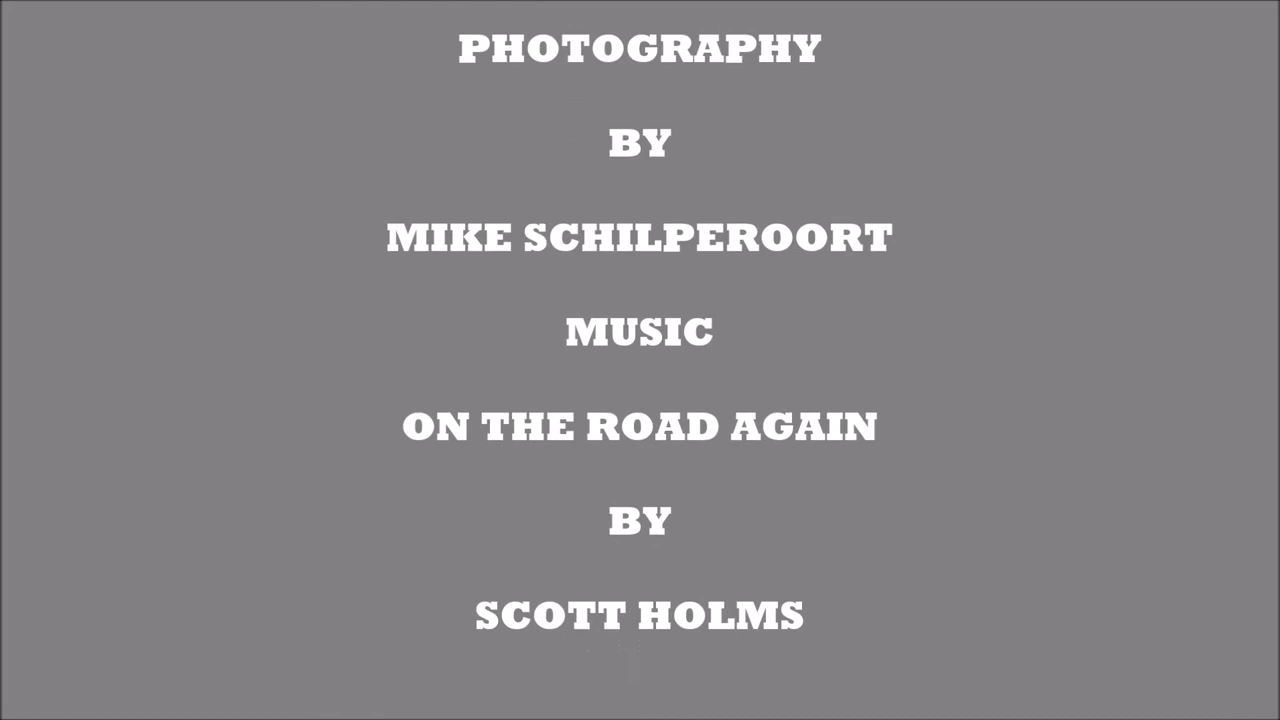 PHOTOGRAPHY
BY
MIKE SCHILPEROORT
MUSIC
ON THE ROAD AGAIN
BY
SCOTT HOLMS